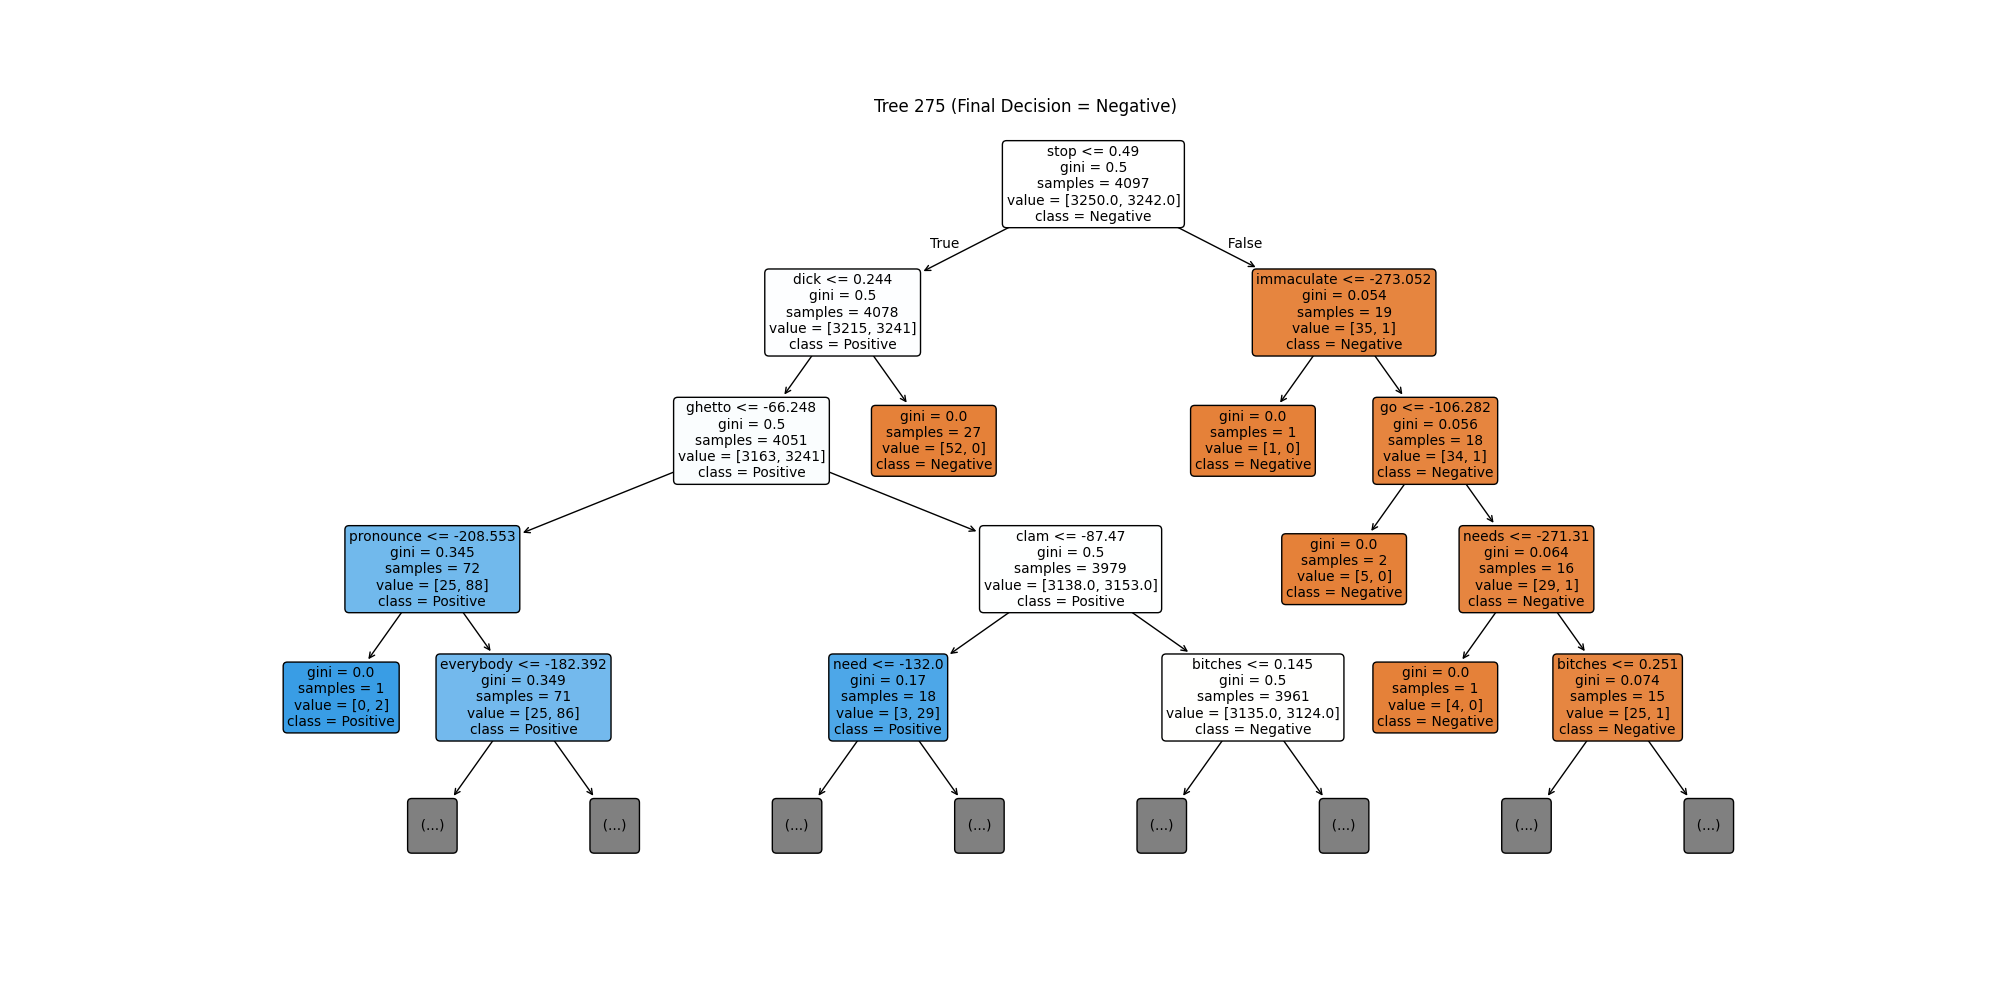 Tree 275 (Final Decision = Negative)
stop <= 0.49
gini = 0.5
samples = 4097
value = [3250.0, 3242.0]
class = Negative
True
False
dick <= 0.244
gini = 0.5
samples = 4078
value = [3215, 3241]
class = Positive
immaculate <= -273.052
gini = 0.054
samples = 19
value = [35, 1]
class = Negative
ghetto <= -66.248
gini = 0.5
samples = 4051
value = [3163, 3241]
class = Positive
gini = 0.0
samples = 27
value = [52, 0]
class = Negative
gini = 0.0
samples = 1
value = [1, 0]
class = Negative
go <= -106.282
gini = 0.056
samples = 18
value = [34, 1]
class = Negative
pronounce <= -208.553
gini = 0.345
samples = 72
value = [25, 88]
class = Positive
clam <= -87.47
gini = 0.5
samples = 3979
value = [3138.0, 3153.0]
class = Positive
gini = 0.0
samples = 2
value = [5, 0]
class = Negative
needs <= -271.31
gini = 0.064
samples = 16
value = [29, 1]
class = Negative
gini = 0.0
samples = 1
value = [0, 2]
class = Positive
everybody <= -182.392
gini = 0.349
samples = 71
value = [25, 86]
class = Positive
need <= -132.0
gini = 0.17
samples = 18
value = [3, 29]
class = Positive
bitches <= 0.145
gini = 0.5
samples = 3961
value = [3135.0, 3124.0]
class = Negative
gini = 0.0
samples = 1
value = [4, 0]
class = Negative
bitches <= 0.251
gini = 0.074
samples = 15
value = [25, 1]
class = Negative
(...)
(...)
(...)
(...)
(...)
(...)
(...)
(...)